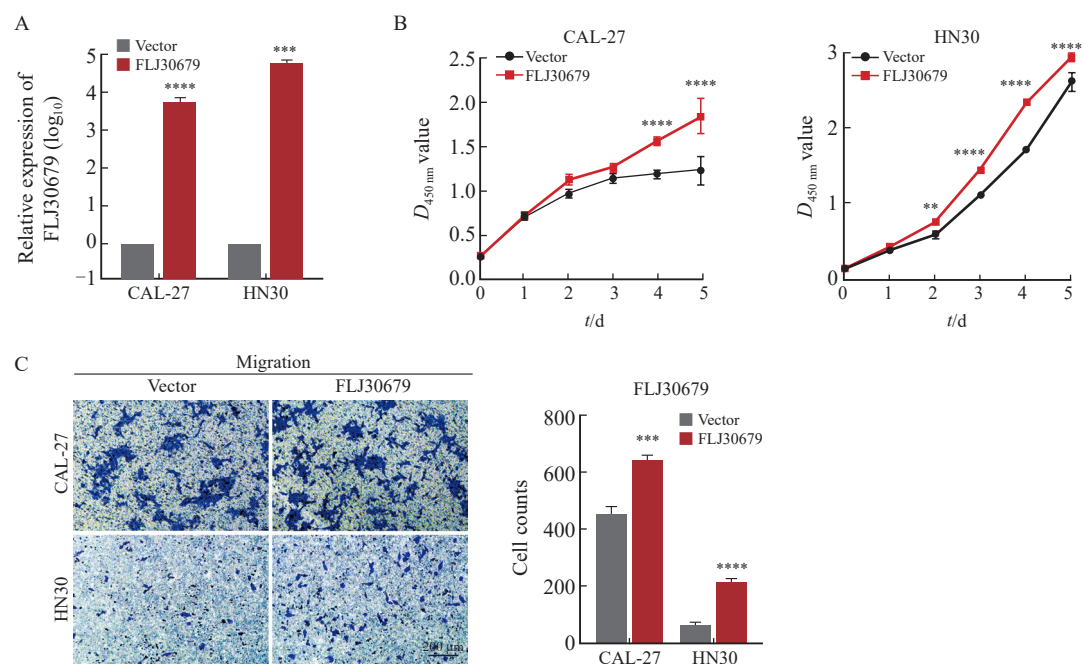 A
Relative expression of
FLJ30679 (log₁₀)
Vector
FLJ30679
5
4
3
2
1
0
−1
****
***
CAL-27
HN30
B
CAL-27
Vector
FLJ30679
D₄₅₀ ₙₘ value
2.5
2.0
1.5
1.0
0.5
0.0
****
****
0 1 2 3 4 5
t/d
HN30
Vector
FLJ30679
D₄₅₀ ₙₘ value
3
2
1
0
**
****
****
****
0 1 2 3 4 5
t/d
C
Migration
Vector FLJ30679
CAL-27
HN30
200 μm
FLJ30679
Vector
FLJ30679
Cell counts
800
600
400
200
0
***
****
CAL-27 HN30